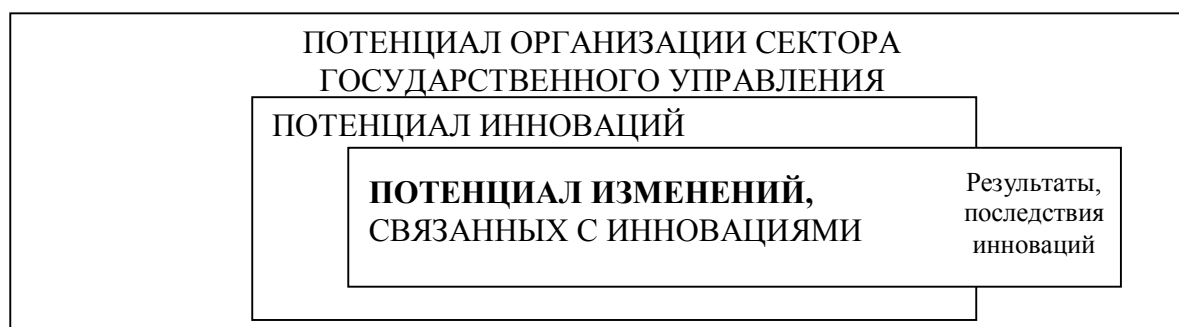 ПОТЕНЦИАЛ ОРГАНИЗАЦИИ СЕКТОРА
ГОСУДАРСТВЕННОГО УПРАВЛЕНИЯ
ПОТЕНЦИАЛ ИННОВАЦИЙ
ПОТЕНЦИАЛ ИЗМЕНЕНИЙ,
СВЯЗАННЫХ С ИННОВАЦИЯМИ
Результаты,
последствия
инноваций